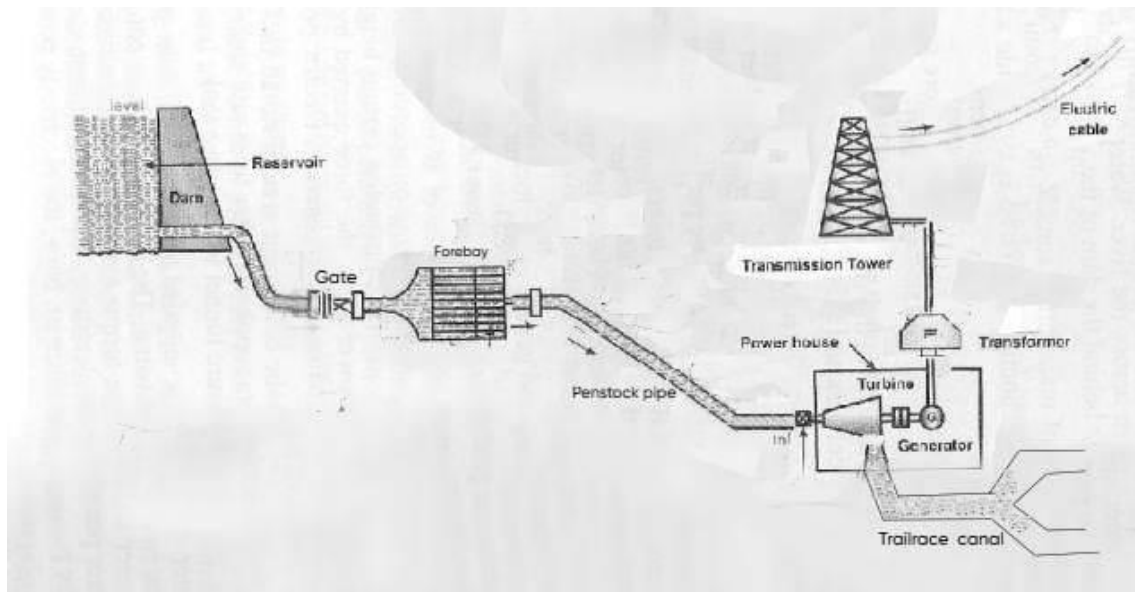 level
Reservoir
Dam
Gate
Forebay
Penstock pipe
Electric
cable
Transmission Tower
Transformer
Power house
Turbine
G
Generator
Trailrace canal